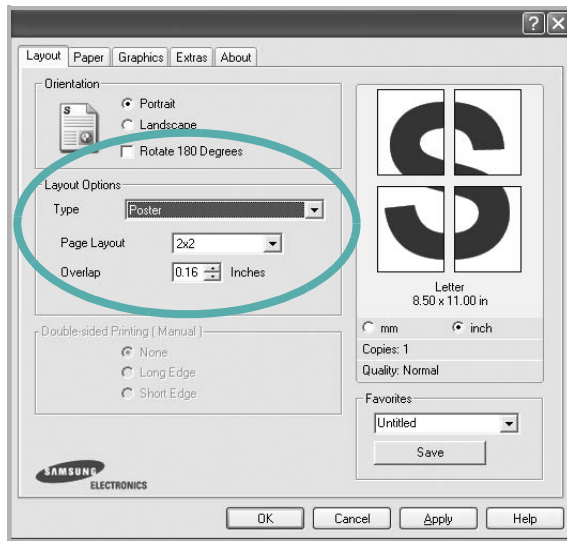 Layout Paper Graphics Extras About
Orientation
Portrait
Landscape
Rotate 180 Degrees
S
Layout Options
Type Poster
Page Layout 2x2
Overlap 0.16 Inches
Double-sided Printing ( Manual )
None
Long Edge
Short Edge
SAMSUNG
ELECTRONICS
S
Letter
8.50 x 11.00 in
mm inch
Copies: 1
Quality: Normal
Favorites
Untitled
Save
OK Cancel Apply Help